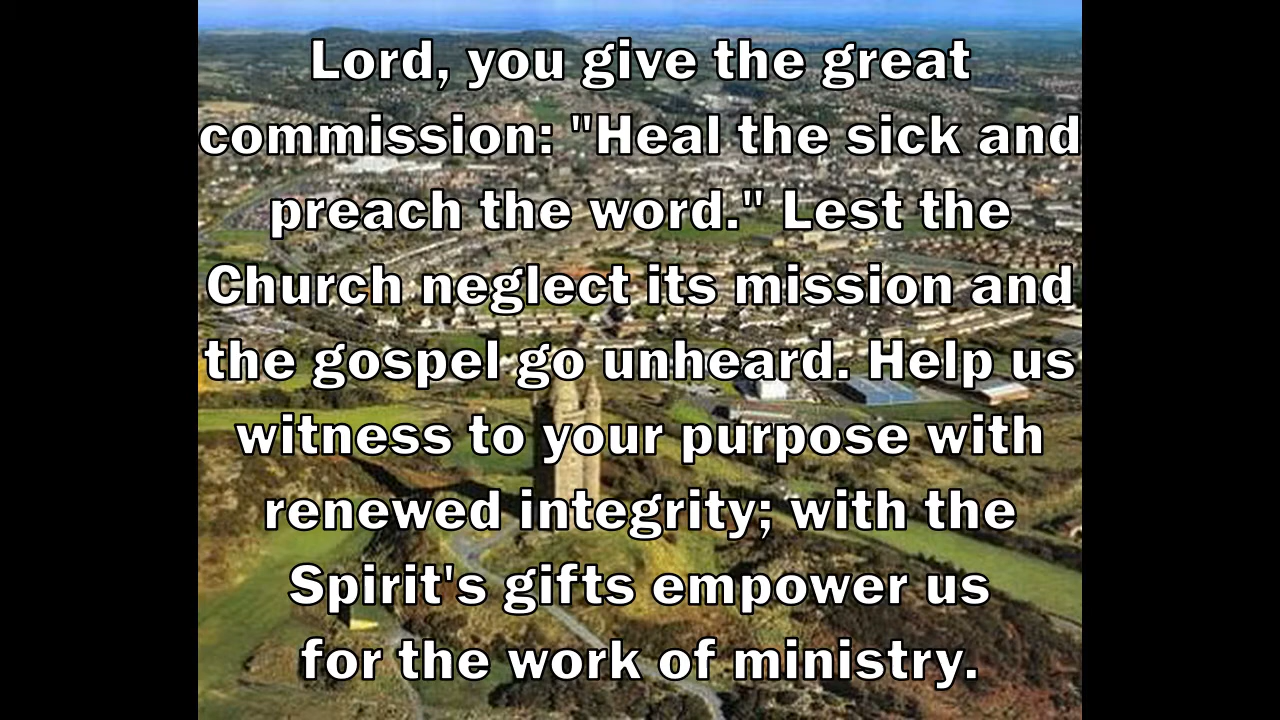 Lord, you give the great
commission: "Heal the sick and
preach the word." Lest the
Church neglect its mission and
the gospel go unheard. Help us
witness to your purpose with
renewed integrity; with the
Spirit's gifts empower us
for the work of ministry.